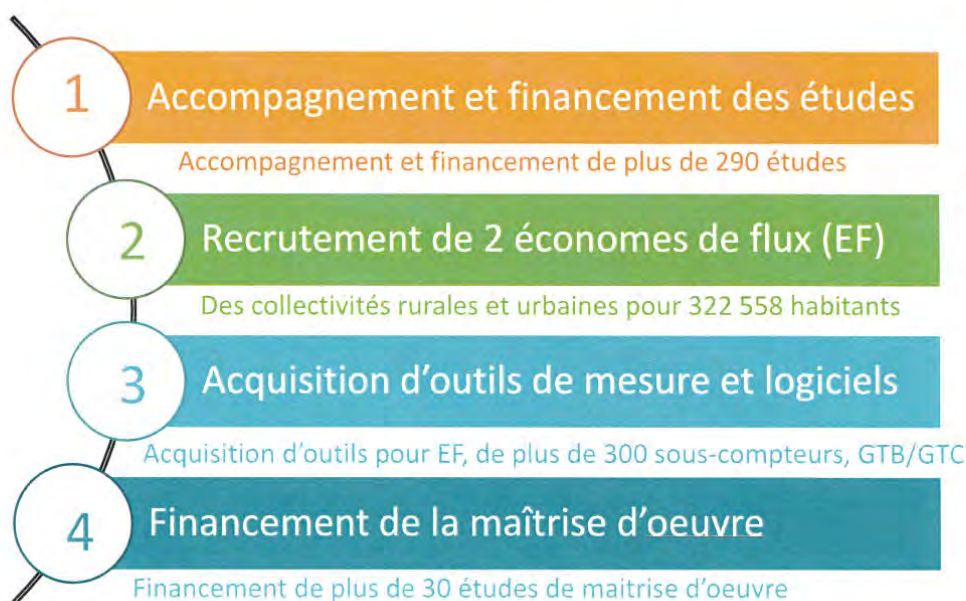 1
Accompagnement et financement des études
Accompagnement et financement de plus de 290 études
2
Recrutement de 2 économes de flux (EF)
Des collectivités rurales et urbaines pour 322 558 habitants
3
Acquisition d'outils de mesure et logiciels
Acquisition d'outils pour EF, de plus de 300 sous-compteurs, GTB/GTC
4
Financement de la maîtrise d'oeuvre
Financement de plus de 30 études de maitrise d'oeuvre